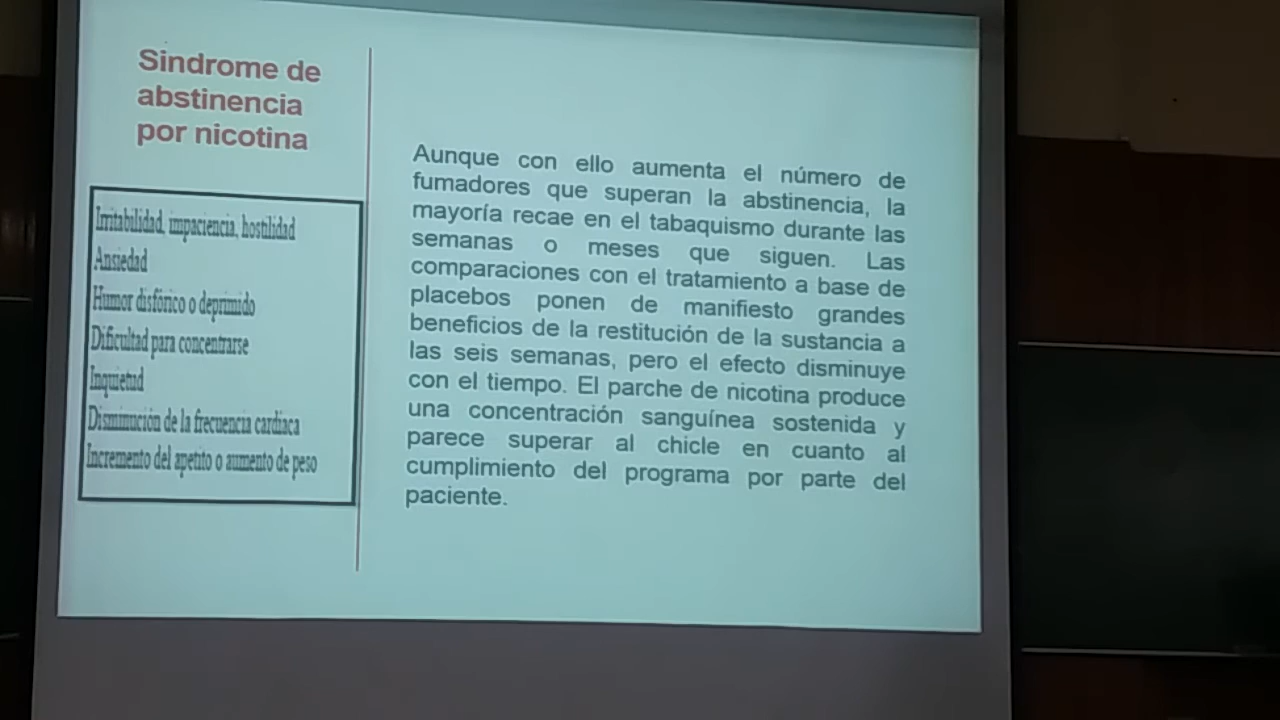 Sindrome de
abstinencia
por nicotina
Irritabilidad, impaciencia, hostilidad
Ansiedad
Humor disfórico o deprimido
Dificultad para concentrarse
Inquietud
Disminución de la frecuencia cardiaca
Incremento del apetito o aumento de peso
Aunque con ello aumenta el número de
fumadores que superan la abstinencia, la
mayoría recae en el tabaquismo durante las
semanas o meses que siguen. Las
comparaciones con el tratamiento a base de
placebos ponen de manifiesto grandes
beneficios de la restitución de la sustancia a
las seis semanas, pero el efecto disminuye
con el tiempo. El parche de nicotina produce
una concentración sanguínea sostenida y
parece superar al chicle en cuanto al
cumplimiento del programa por parte del
paciente.